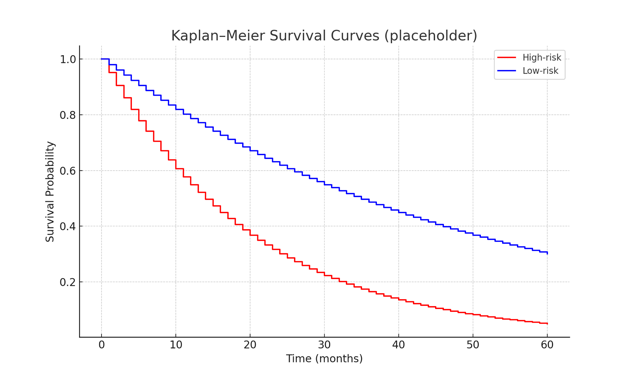 Kaplan–Meier Survival Curves (placeholder)
High-risk
Low-risk
Survival Probability
1.0
0.8
0.6
0.4
0.2
0
10
20
30
40
50
60
Time (months)